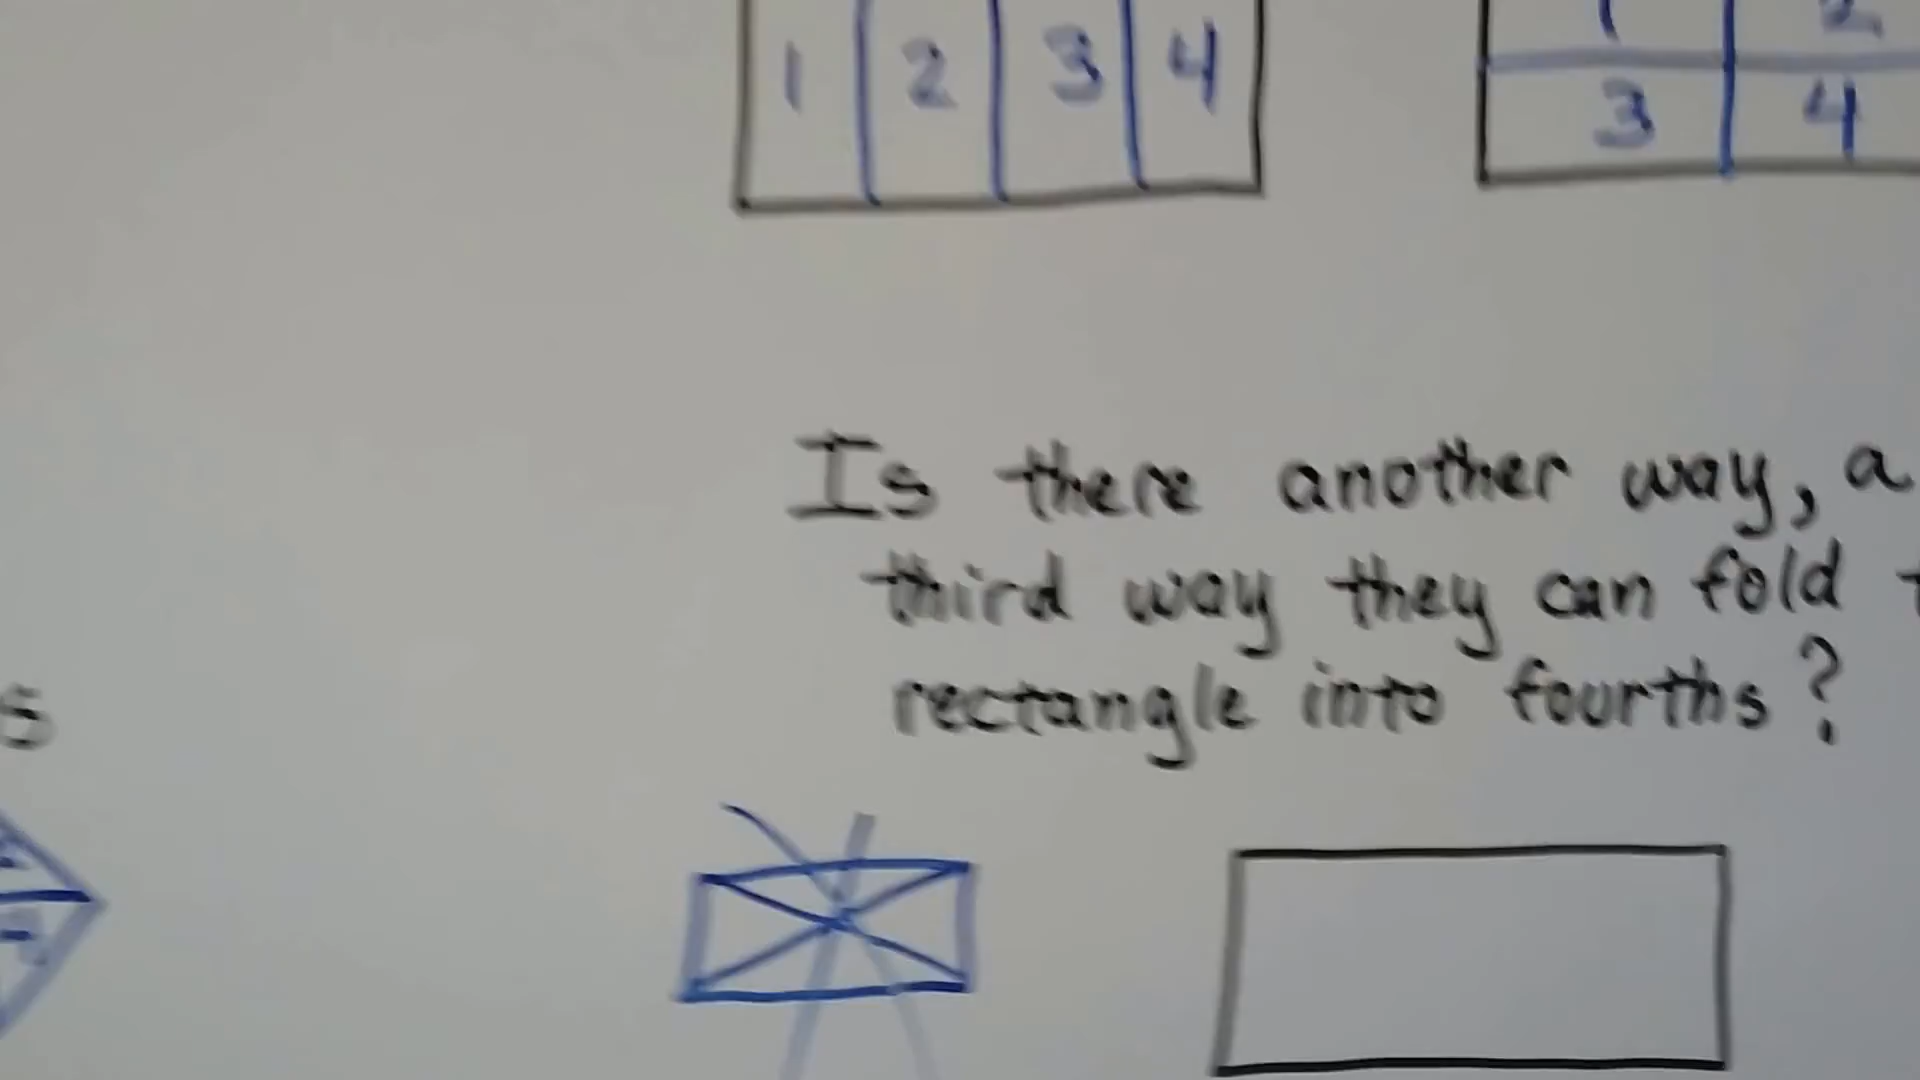 1 2 3 4
1 2
3 4
Is there another way, a
third way they can fold t
rectangle into fourths?
s